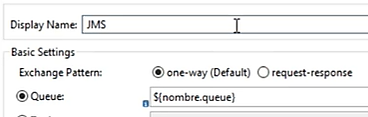 Display Name: JMS
Basic Settings
Exchange Pattern: one-way (Default) request-response
Queue: ${nombre.queue}